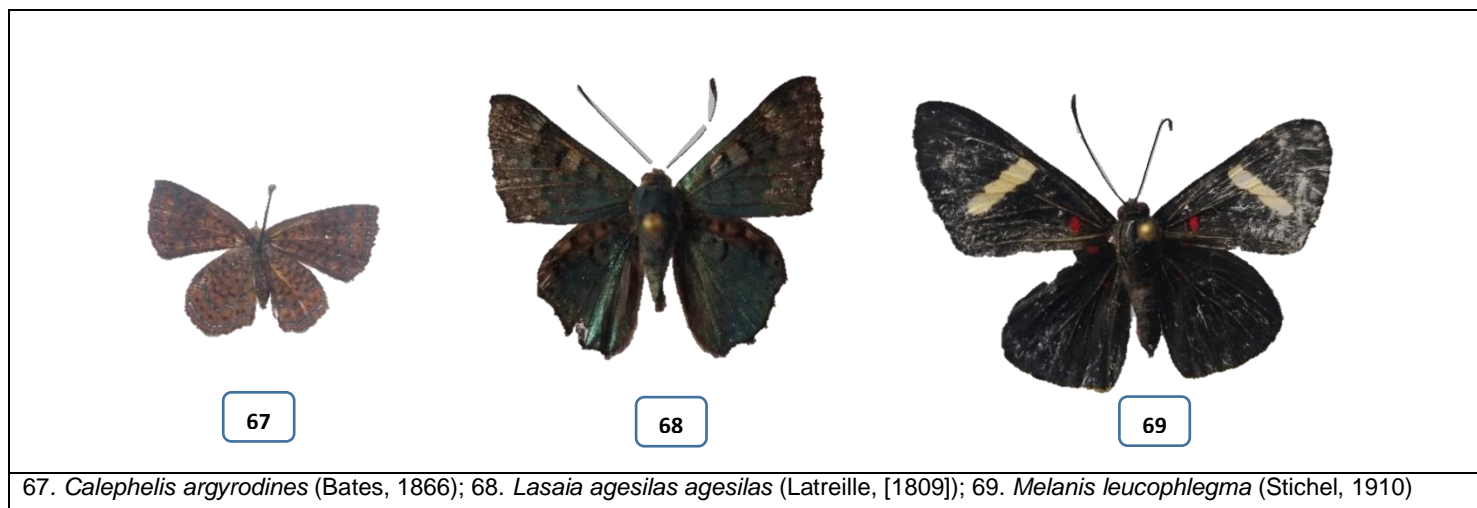 67
68
69
67. Calephelis argyrodines (Bates, 1866); 68. Lasaia agesilas agesilas (Latreille, [1809]); 69. Melanis leucophlegma (Stichel, 1910)